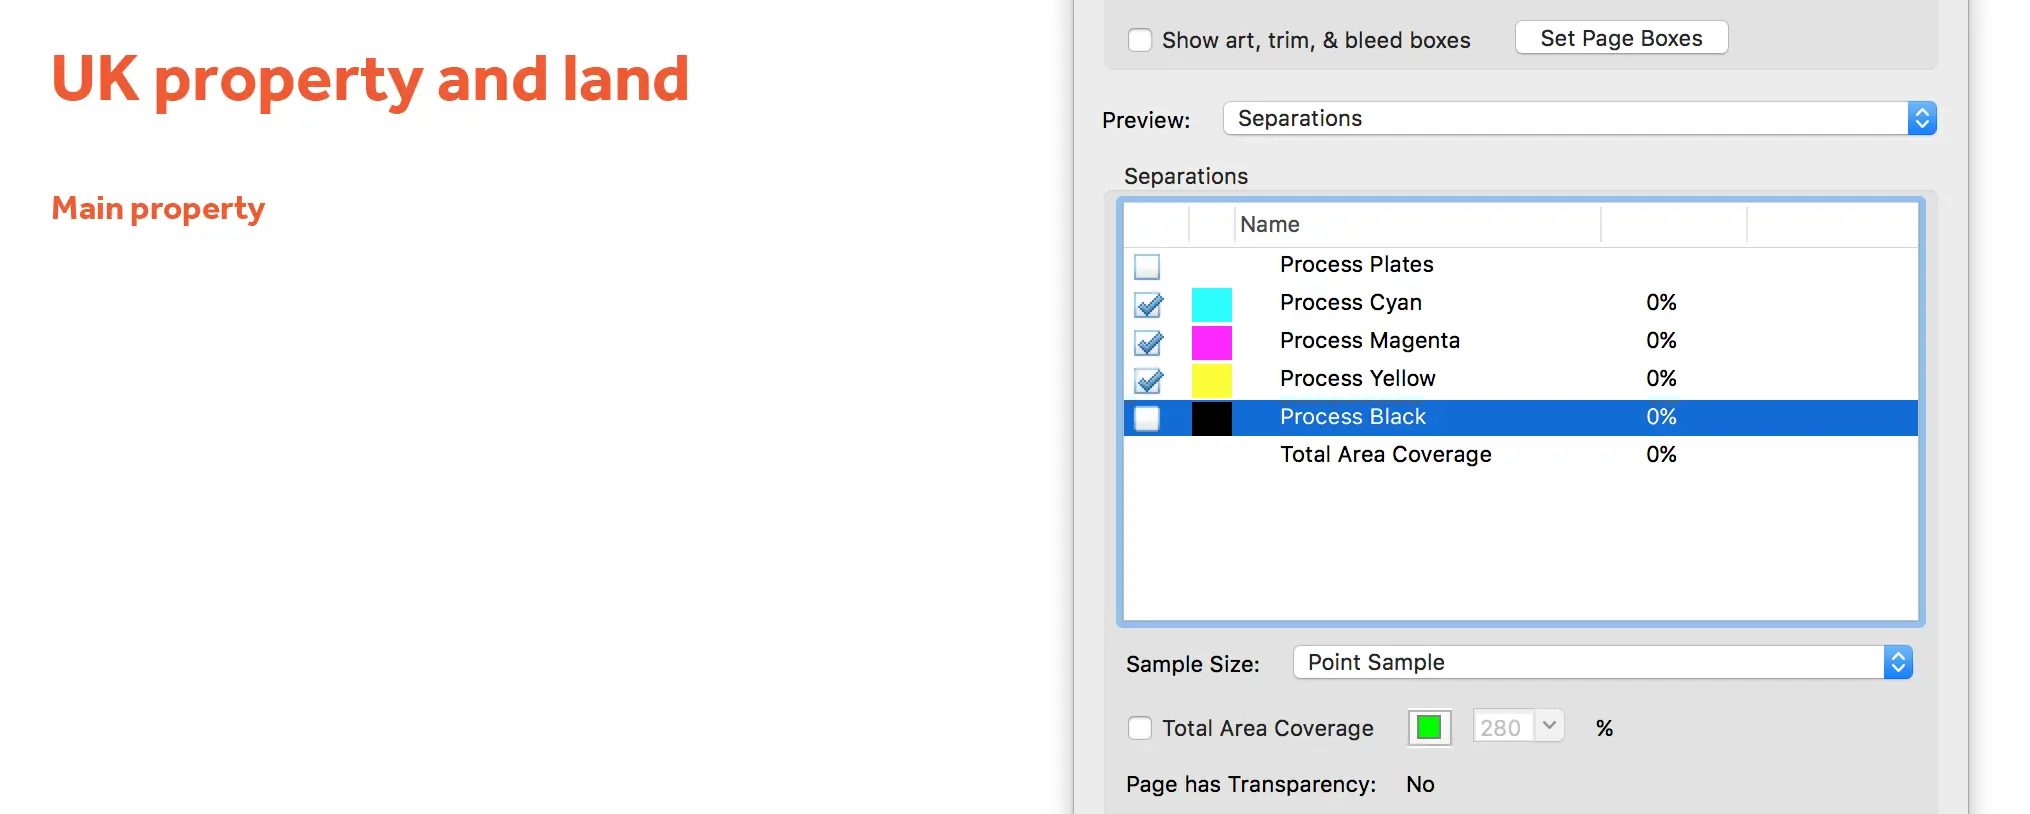 UK property and land
Main property
Show art, trim, & bleed boxes
Set Page Boxes
Preview:
Separations
Separations
Name
Process Plates
Process Cyan 0%
Process Magenta 0%
Process Yellow 0%
Process Black 0%
Total Area Coverage 0%
Sample Size:
Point Sample
Total Area Coverage
280
%
Page has Transparency: No